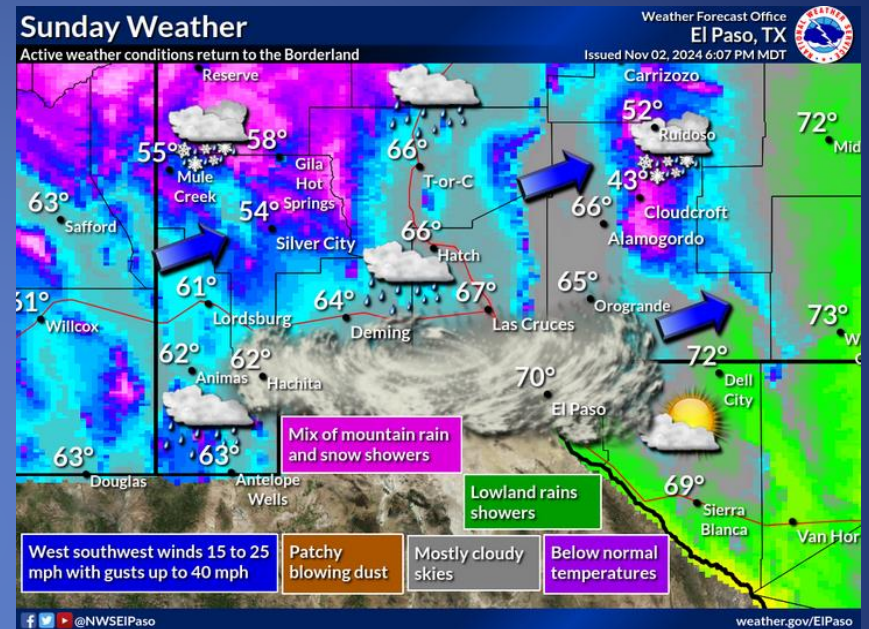 Sunday Weather
Active weather conditions return to the Borderland
Weather Forecast Office
El Paso, TX
Issued Nov 02, 2024 6:07 PM MDT
NATIONAL WEATHER SERVICE
Reserve
Carrizozo
52°
Ruidoso
72°
Mid
55°
Mule
Creek
58°
Gila
Hot
Springs
66°
T-or-C
43°
Cloudcroft
63°
Safford
54°
Silver City
66°
Hatch
66°
Alamogordo
61°
Willcox
61°
Lordsburg
64°
Deming
67°
Las Cruces
65°
Orogrande
73°
W
62°
Animas
62°
Hachita
70°
El Paso
72°
Dell
City
63°
Douglas
63°
Antelope
Wells
69°
Sierra
Blanca
Van Hor
Mix of mountain rain
and snow showers
Lowland rains
showers
West southwest winds 15 to 25
mph with gusts up to 40 mph
Patchy
blowing dust
Mostly cloudy
skies
Below normal
temperatures
@NWSElPaso
weather.gov/ElPaso